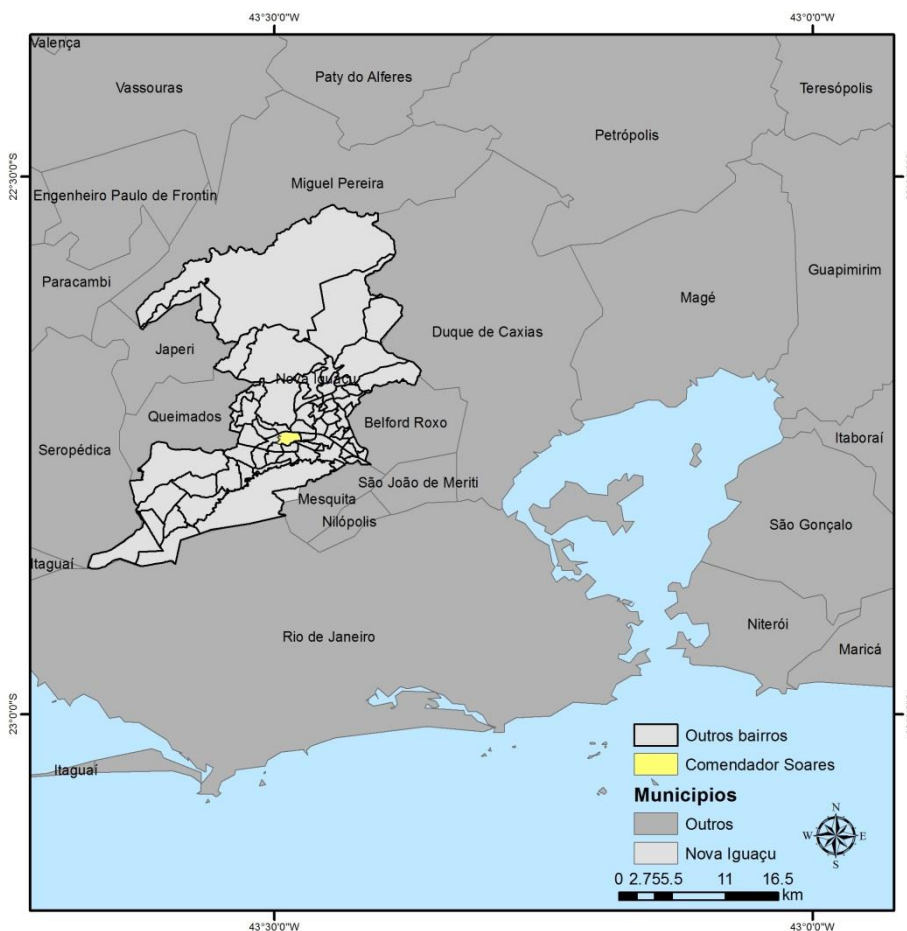 43°30'0"W 43°0'0"W
Valença
Paty do Alferes
Vassouras
Teresópolis
Petrópolis
22°30'0"S
Miguel Pereira
Engenheiro Paulo de Frontin
Guapimirim
Paracambi
Magé
Duque de Caxias
Japeri
Nova Iguaçu
Queimados
Belford Roxo
Itaboraí
Seropédica
São João de Meriti
Mesquita
Nilópolis
São Gonçalo
Itaguaí
Niterói
Rio de Janeiro
Maricá
23°0'0"S
Outros bairros
Comendador Soares
Itaguaí
Municipios
Outros
N
W E
S
Nova Iguaçu
0 2.755.5 11 16.5
km
43°30'0"W 43°0'0"W